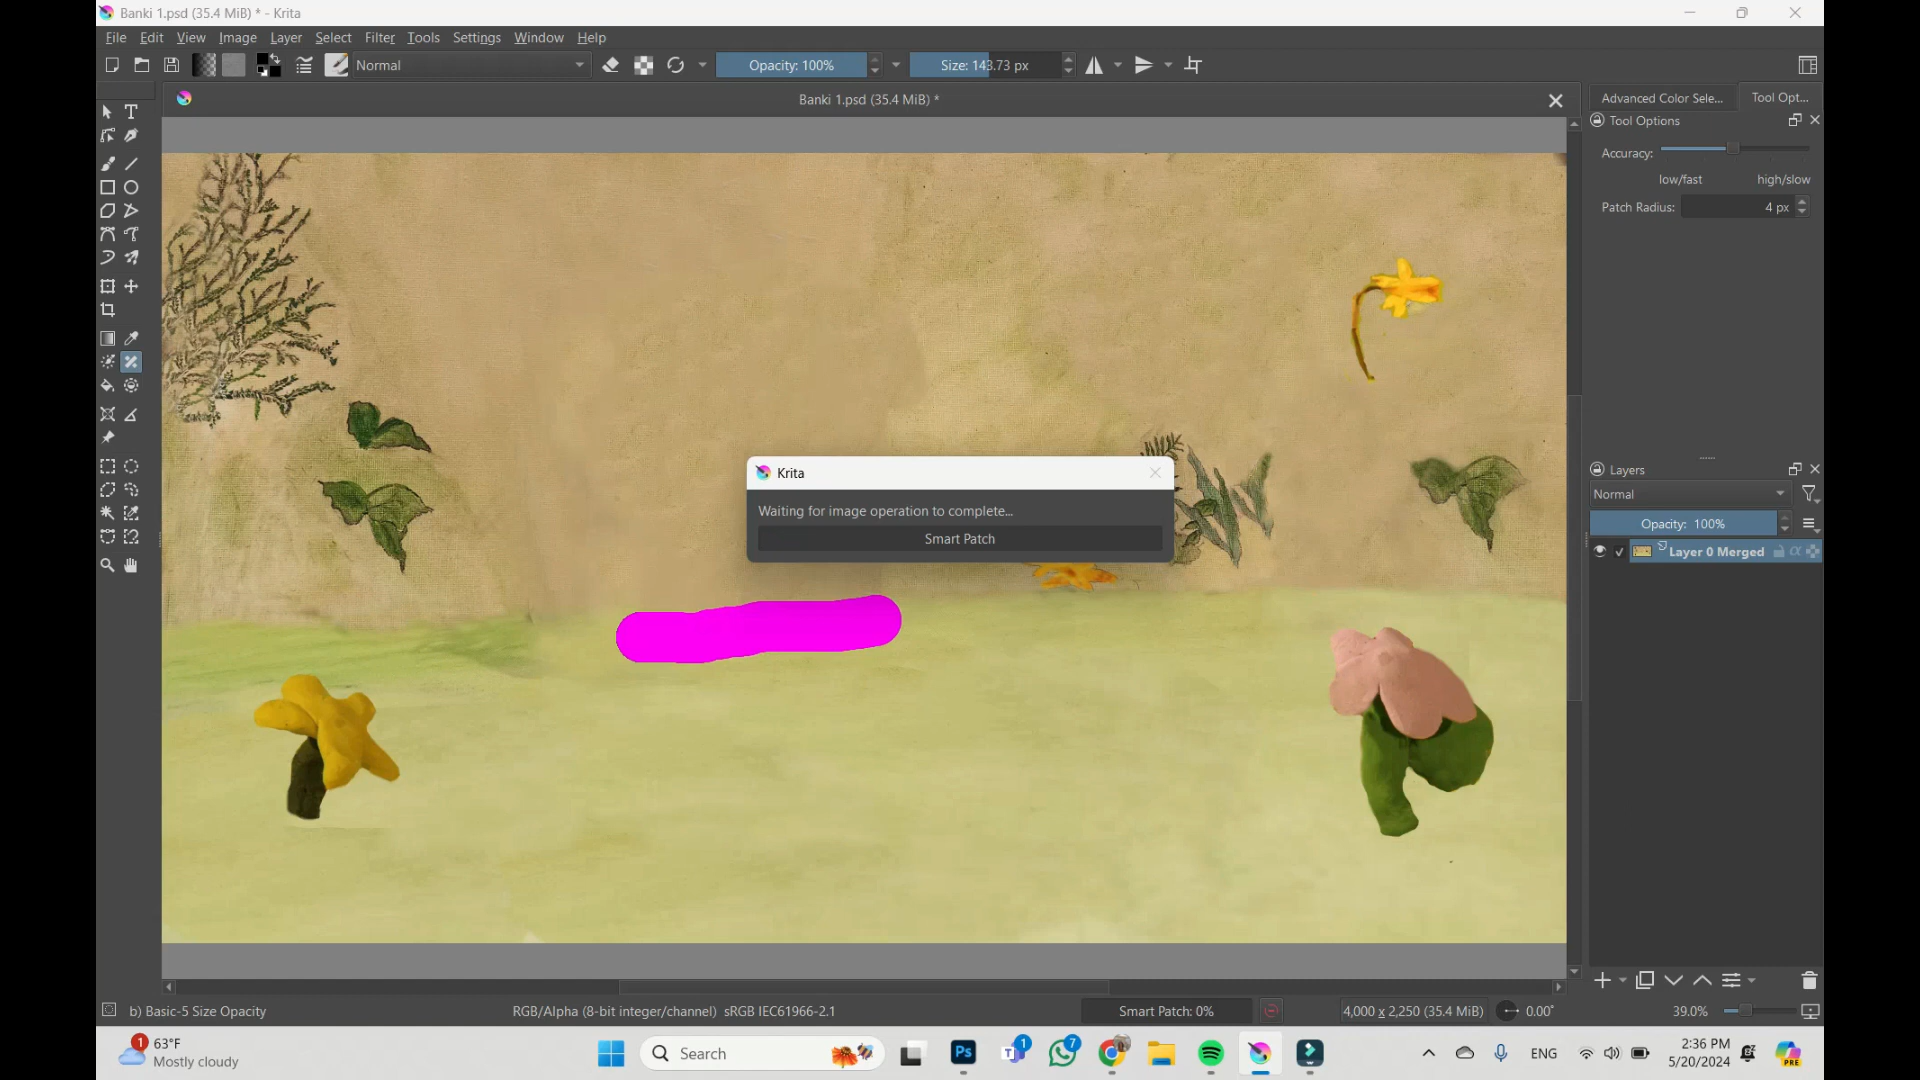 Banki 1.psd (35.4 MiB) * - Krita
File Edit View Image Layer Select Filter Tools Settings Window Help
Normal
Opacity: 100%
Size: 143.73 px
Banki 1.psd (35.4 MiB) *
Advanced Color Sele...
Tool Opt...
Tool Options
Accuracy:
low/fast
high/slow
Patch Radius:
4 px
Krita
Waiting for image operation to complete...
Smart Patch
Layers
Normal
Opacity: 100%
Layer 0 Merged
b) Basic-5 Size Opacity
RGB/Alpha (8-bit integer/channel) sRGB IEC61966-2.1
Smart Patch: 0%
4,000 x 2,250 (35.4 MiB)
0.00°
39.0%
1
63°F
Mostly cloudy
Search
Ps
T
1
7
ENG
2:36 PM
5/20/2024
PRE